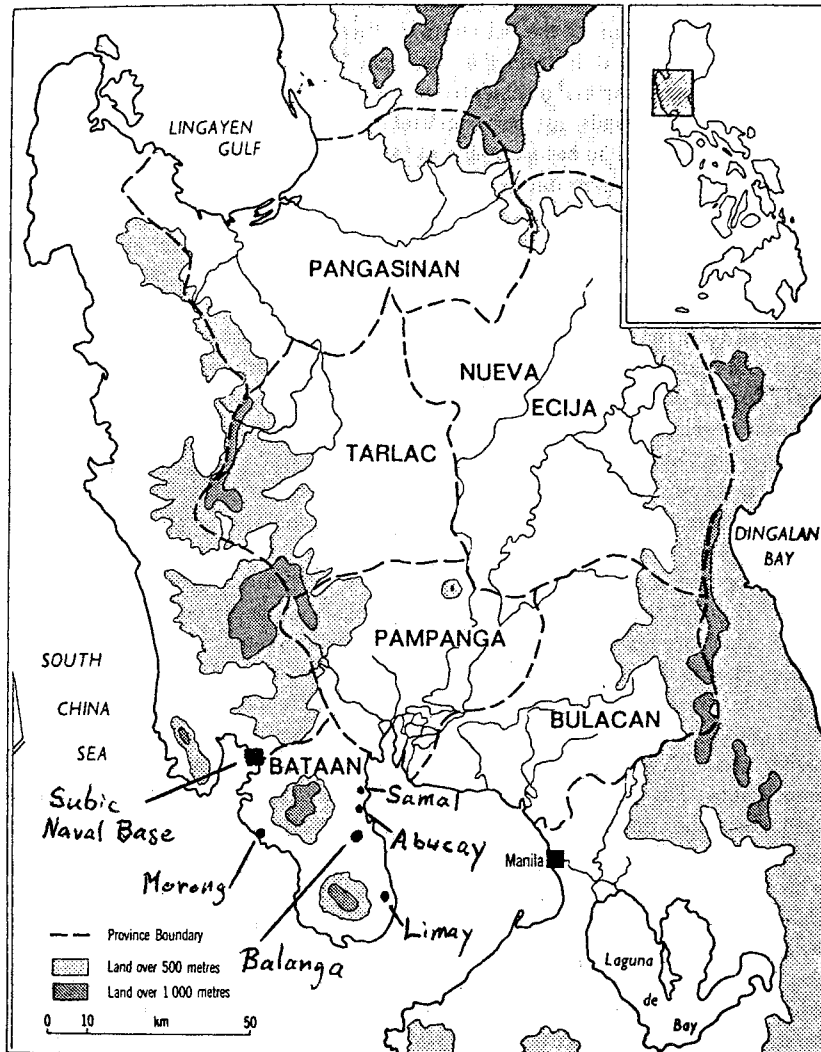 LINGAYEN
GULF
PANGASINAN
NUEVA
ECIJA
TARLAC
DINGALAN
BAY
PAMPANGA
SOUTH
CHINA
SEA
BULACAN
BATAAN
Subic
Naval Base
Samal
Abucay
Morong
Manila
Limay
Balanga
Province Boundary
Land over 500 metres
Land over 1 000 metres
0 10 km 50
Laguna
de
Bay